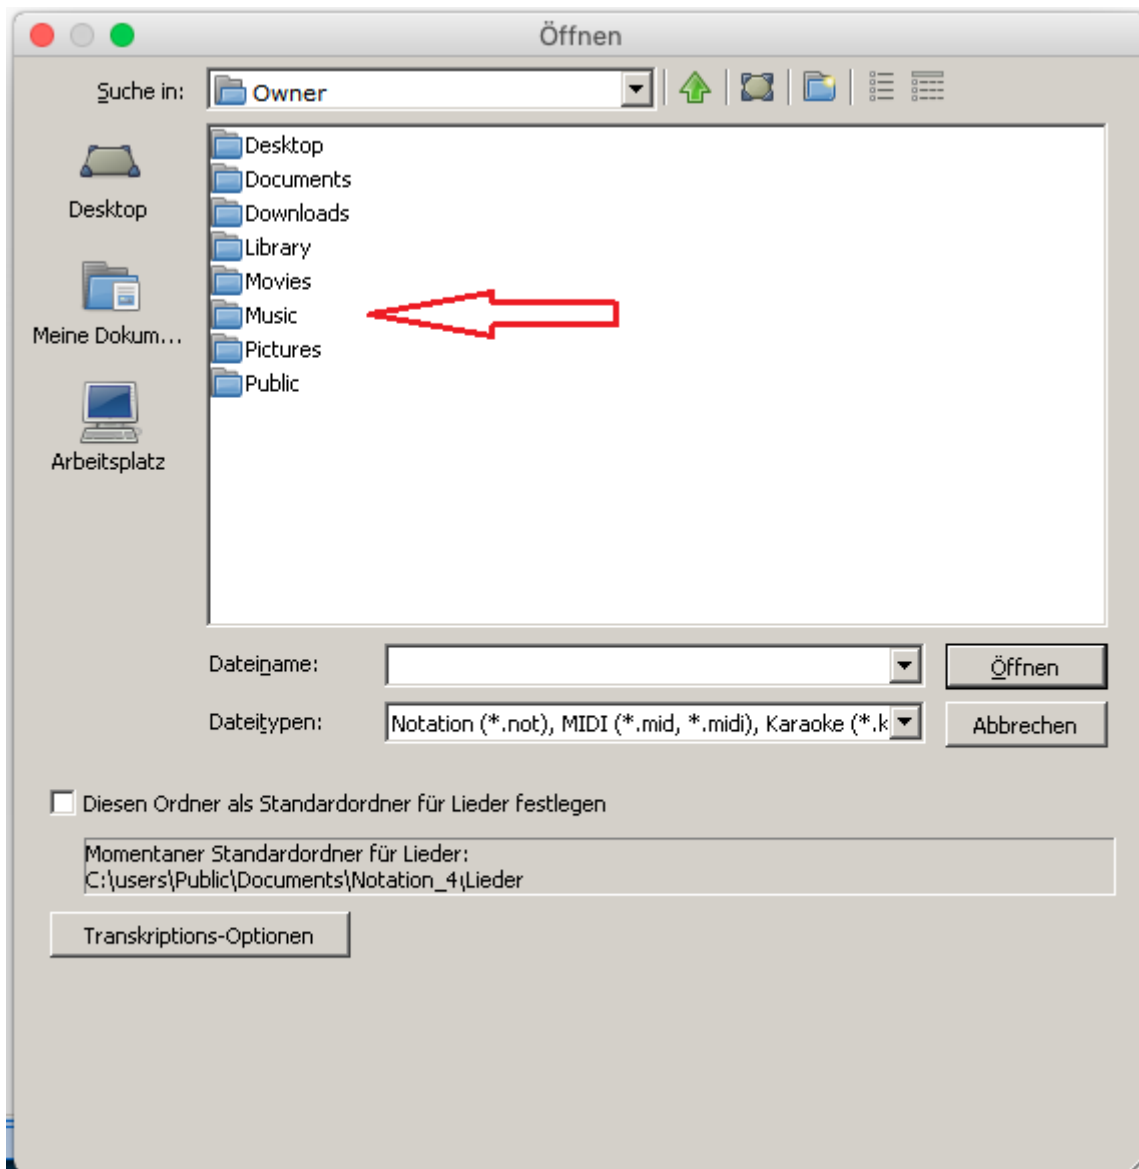 Öffnen
Suche in:
Owner
Desktop
Documents
Downloads
Library
Movies
Music
Pictures
Public
Desktop
Meine Dokum...
Arbeitsplatz
Dateiname:
Öffnen
Dateitypen:
Notation (*.not), MIDI (*.mid, *.midi), Karaoke (*.k
Abbrechen
Diesen Ordner als Standardordner für Lieder festlegen
Momentaner Standardordner für Lieder:
C:\users\Public\Documents\Notation_4\Lieder
Transkriptions-Optionen